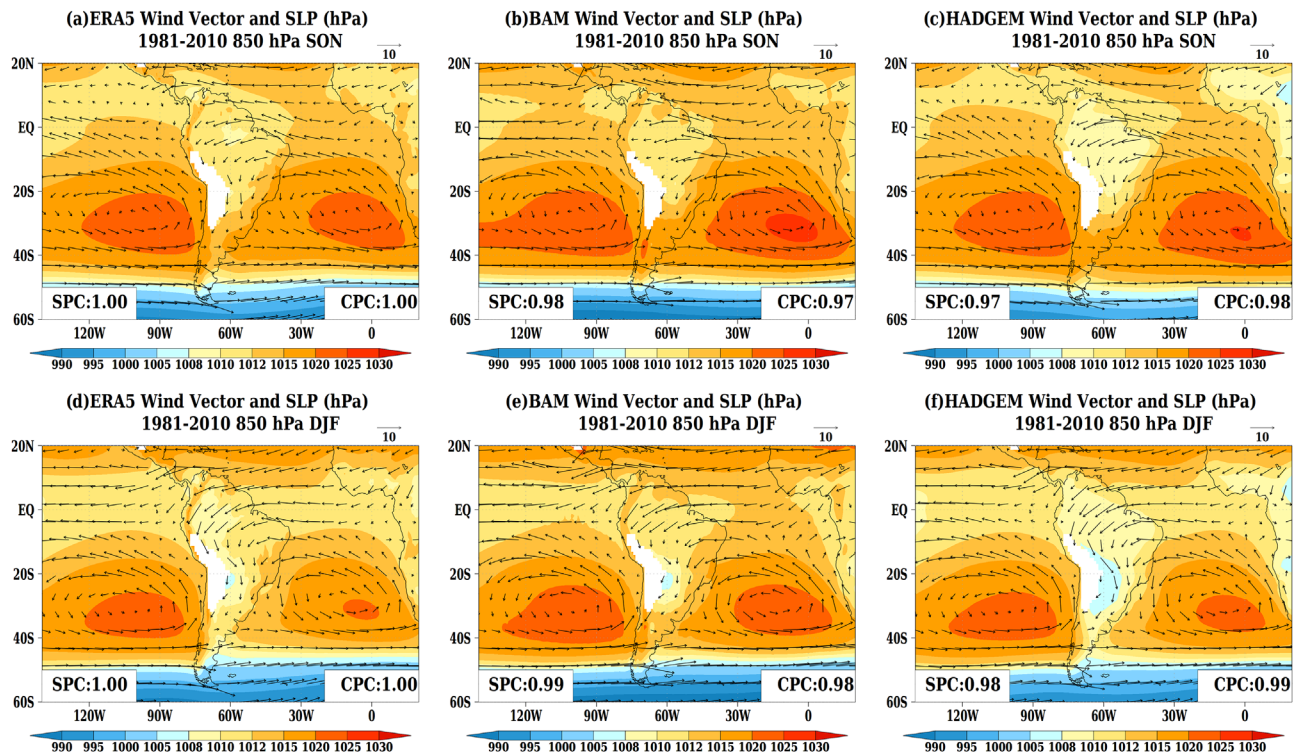 (a)ERA5 Wind Vector and SLP (hPa)
1981-2010 850 hPa SON
10
20N
EQ
20S
40S
60S
SPC:1.00
CPC:1.00
120W 90W 60W 30W 0
990 995 1000 1005 1008 1010 1012 1015 1020 1025 1030
(b)BAM Wind Vector and SLP (hPa)
1981-2010 850 hPa SON
10
20N
EQ
20S
40S
60S
SPC:0.98
CPC:0.97
120W 90W 60W 30W 0
990 995 1000 1005 1008 1010 1012 1015 1020 1025 1030
(c)HADGEM Wind Vector and SLP (hPa)
1981-2010 850 hPa SON
10
20N
EQ
20S
40S
60S
SPC:0.97
CPC:0.98
120W 90W 60W 30W 0
990 995 1000 1005 1008 1010 1012 1015 1020 1025 1030
(d)ERA5 Wind Vector and SLP (hPa)
1981-2010 850 hPa DJF
10
20N
EQ
20S
40S
60S
SPC:1.00
CPC:1.00
120W 90W 60W 30W 0
990 995 1000 1005 1008 1010 1012 1015 1020 1025 1030
(e)BAM Wind Vector and SLP (hPa)
1981-2010 850 hPa DJF
10
20N
EQ
20S
40S
60S
SPC:0.99
CPC:0.98
120W 90W 60W 30W 0
990 995 1000 1005 1008 1010 1012 1015 1020 1025 1030
(f)HADGEM Wind Vector and SLP (hPa)
1981-2010 850 hPa DJF
10
20N
EQ
20S
40S
60S
SPC:0.98
CPC:0.99
120W 90W 60W 30W 0
990 995 1000 1005 1008 1010 1012 1015 1020 1025 1030